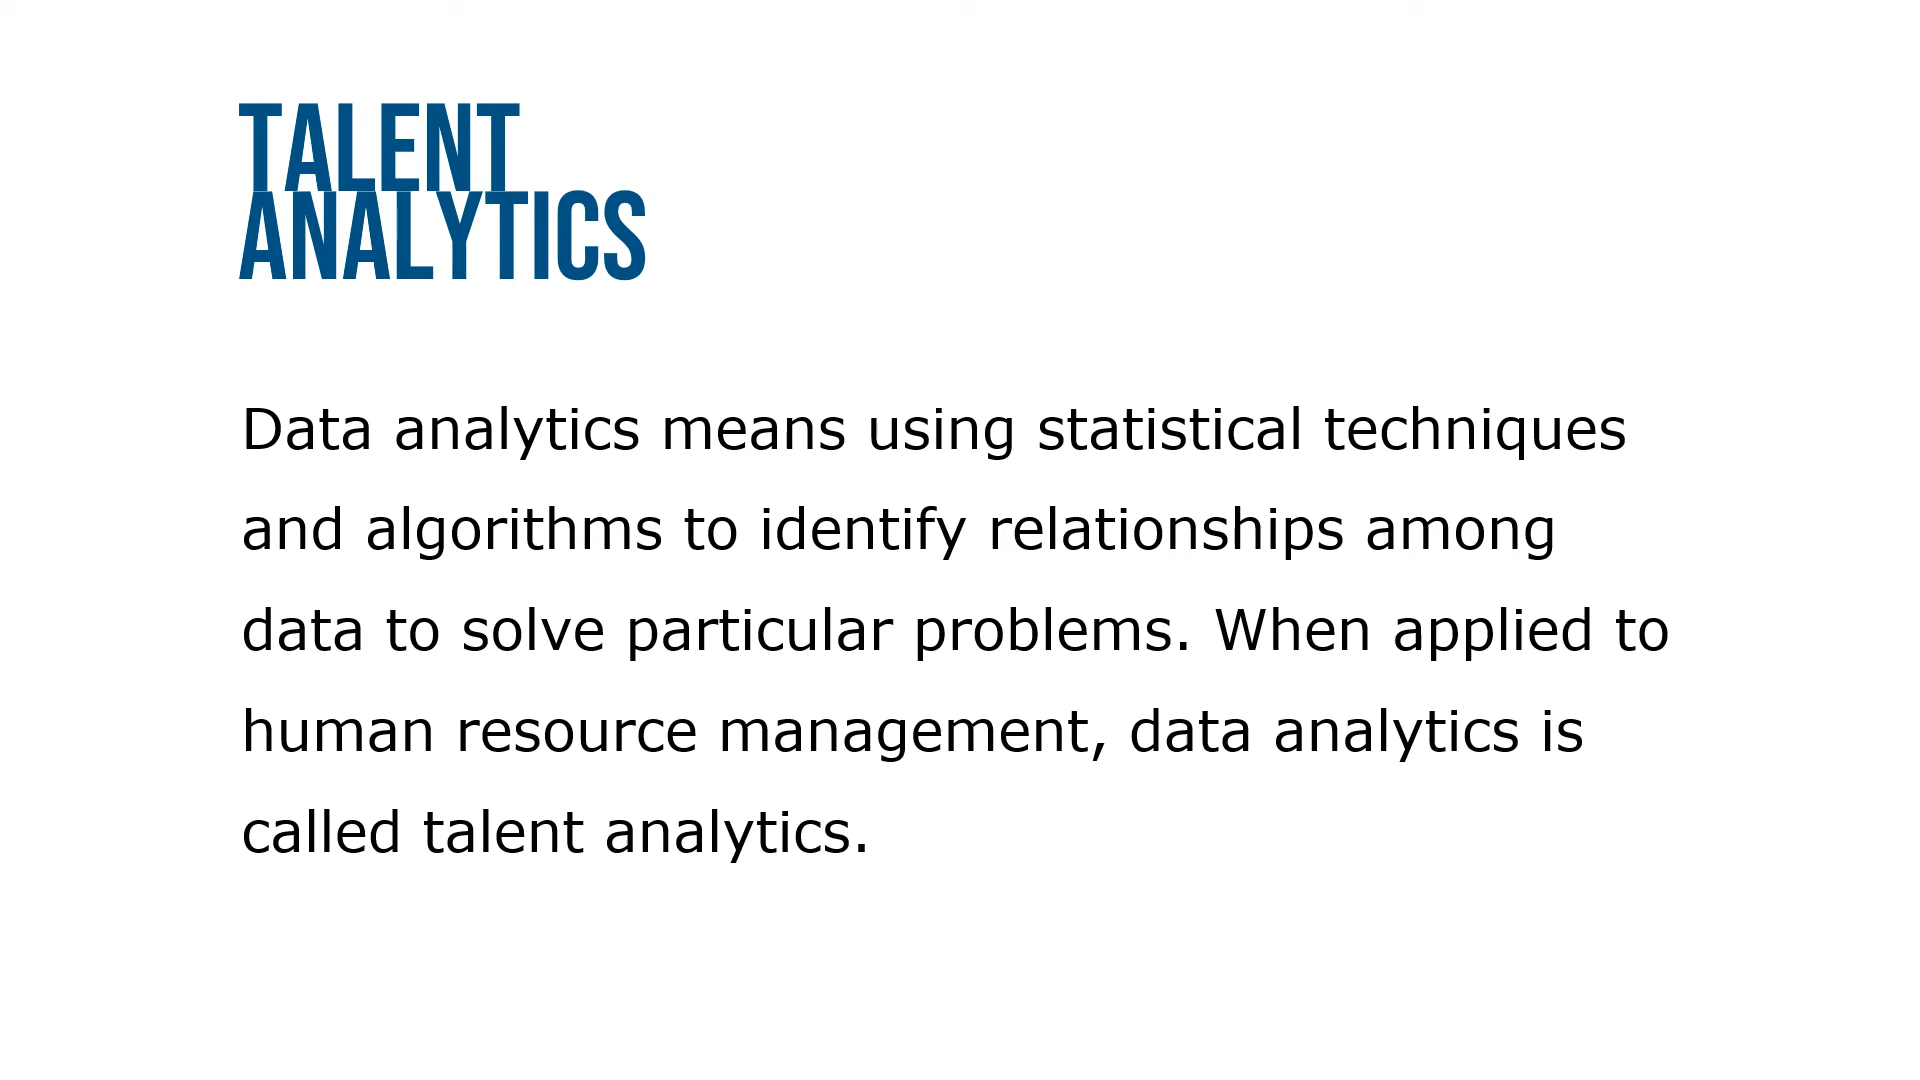 TALENT
ANALYTICS
Data analytics means using statistical techniques
and algorithms to identify relationships among
data to solve particular problems. When applied to
human resource management, data analytics is
called talent analytics.